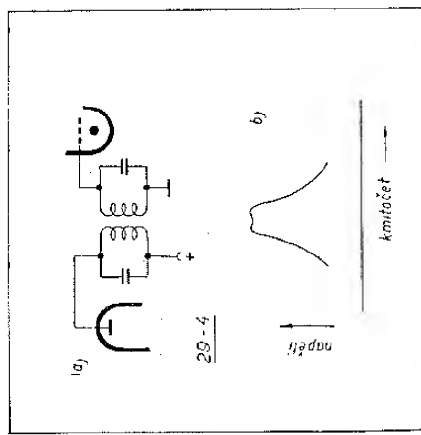 a)
29-4
+
b)
napětí
kmitočet